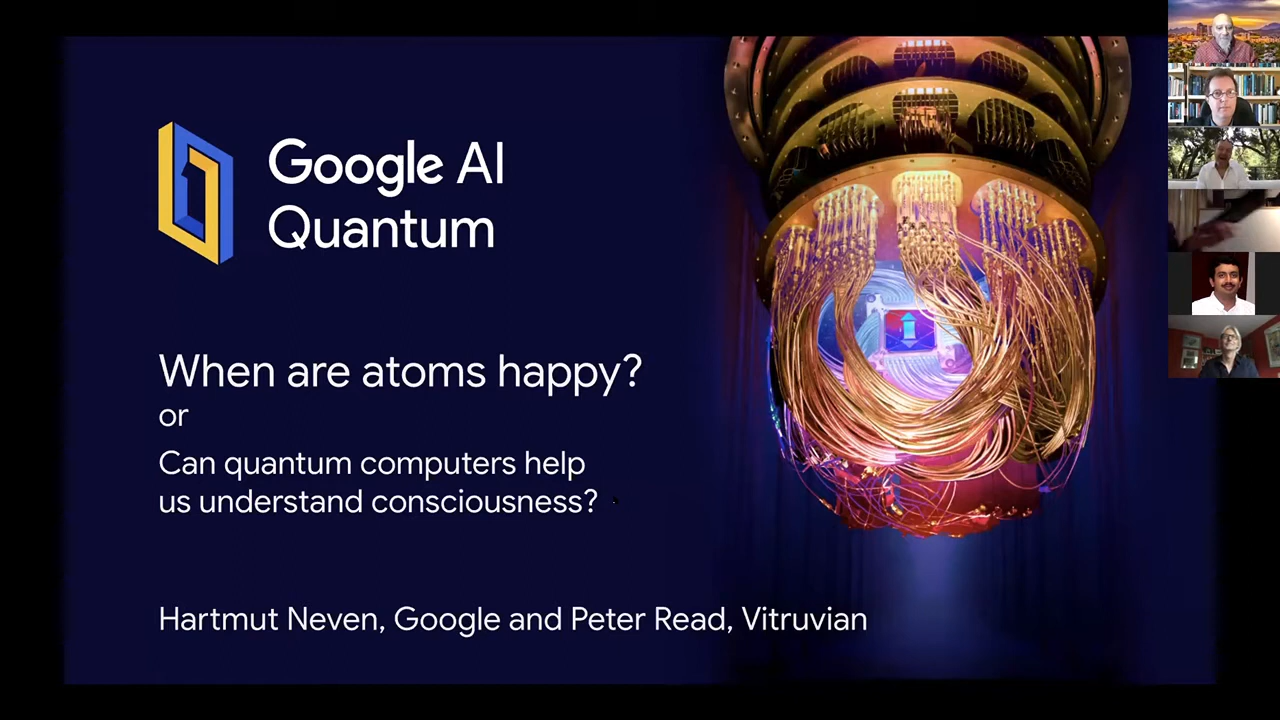 Google AI
Quantum
When are atoms happy?
or
Can quantum computers help
us understand consciousness?
Hartmut Neven, Google and Peter Read, Vitruvian